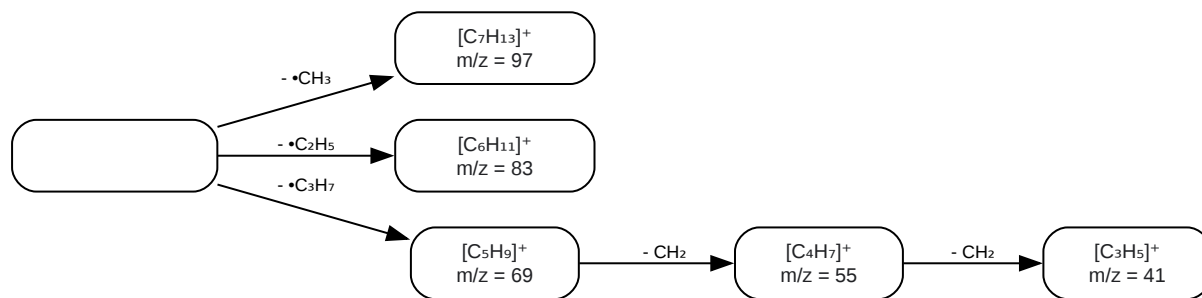 [C₇H₁₃]⁺
m/z = 97
- •CH₃
- •C₂H₅
[C₆H₁₁]⁺
m/z = 83
- •C₃H₇
[C₅H₉]⁺
m/z = 69
- CH₂
[C₄H₇]⁺
m/z = 55
- CH₂
[C₃H₅]⁺
m/z = 41